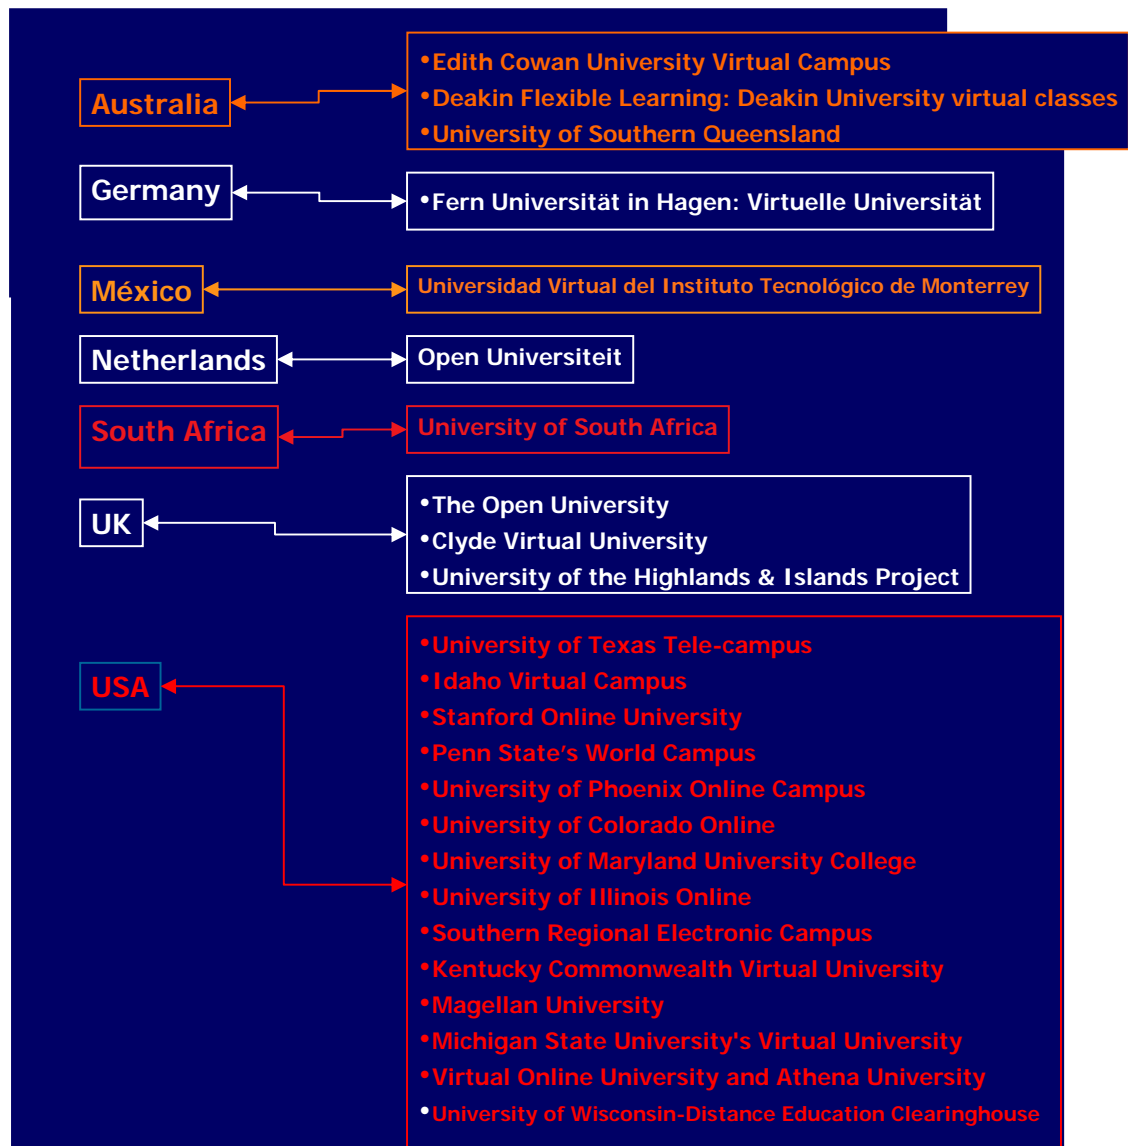 Australia
•Edith Cowan University Virtual Campus
•Deakin Flexible Learning: Deakin University virtual classes
•University of Southern Queensland
Germany
•Fern Universität in Hagen: Virtuelle Universität
México
Universidad Virtual del Instituto Tecnológico de Monterrey
Netherlands
Open Universiteit
South Africa
University of South Africa
UK
•The Open University
•Clyde Virtual University
•University of the Highlands & Islands Project
USA
•University of Texas Tele-campus
•Idaho Virtual Campus
•Stanford Online University
•Penn State’s World Campus
•University of Phoenix Online Campus
•University of Colorado Online
•University of Maryland University College
•University of Illinois Online
•Southern Regional Electronic Campus
•Kentucky Commonwealth Virtual University
•Magellan University
•Michigan State University's Virtual University
•Virtual Online University and Athena University
•University of Wisconsin-Distance Education Clearinghouse